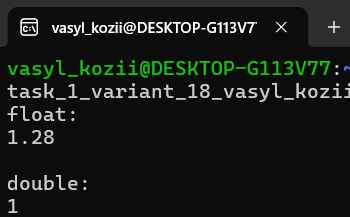 vasyl_kozii@DESKTOP-G113V7
vasyl_kozii@DESKTOP-G113V77:~
task_1_variant_18_vasyl_kozii
float:
1.28
double:
1